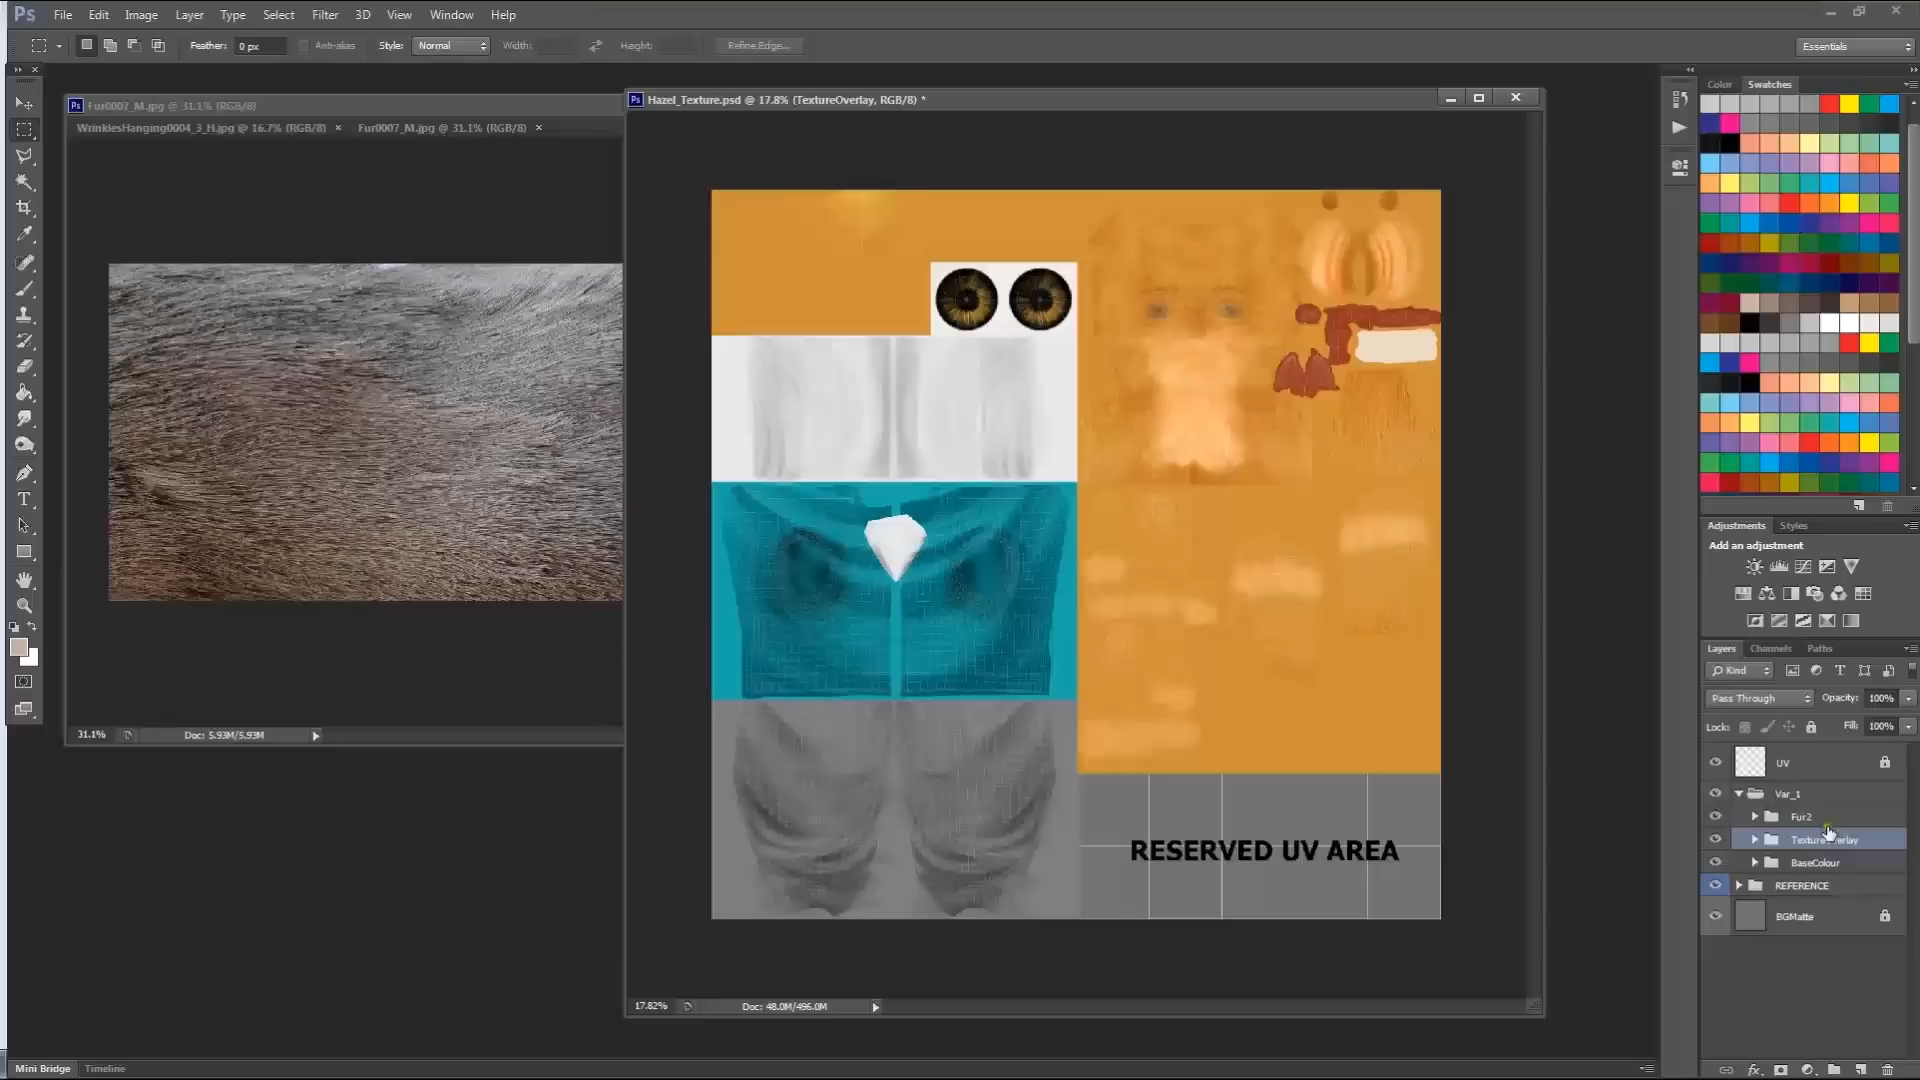 Ps File Edit Image Layer Type Select Filter 3D View Window Help
Feather: 0 px Anti-alias Style: Normal Width: Height: Refine Edge... Essentials
Fur0007_M.jpg @ 31.1% (RGB/8)
WrinklesHanging0004_3_H.jpg @ 16.7% (RGB/8) × Fur0007_M.jpg @ 31.1% (RGB/8) ×
Hazel_Texture.psd @ 17.8% (TextureOverlay, RGB/8) *
RESERVED UV AREA
31.1% Doc: 5.93M/5.93M
17.82% Doc: 48.0M/496.0M
Color Swatches
Adjustments Styles
Add an adjustment
Layers Channels Paths
Kind
Pass Through Opacity: 100%
Lock: Fill: 100%
UV
Var_1
Fur2
BaseColour
REFERENCE
BGMatte
Mini Bridge Timeline